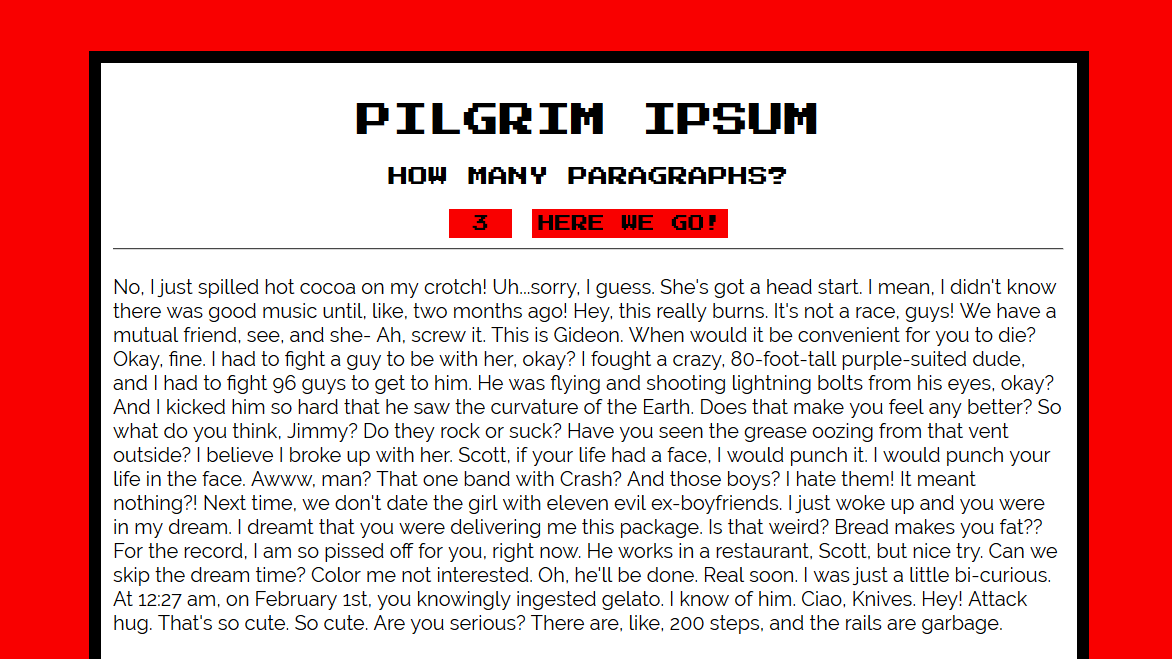 PILGRIM IPSUM
HOW MANY PARAGRAPHS?
3 HERE WE GO!
No, I just spilled hot cocoa on my crotch! Uh...sorry, I guess. She's got a head start. I mean, I didn't know
there was good music until, like, two months ago! Hey, this really burns. It's not a race, guys! We have a
mutual friend, see, and she- Ah, screw it. This is Gideon. When would it be convenient for you to die?
Okay, fine. I had to fight a guy to be with her, okay? I fought a crazy, 80-foot-tall purple-suited dude,
and I had to fight 96 guys to get to him. He was flying and shooting lightning bolts from his eyes, okay?
And I kicked him so hard that he saw the curvature of the Earth. Does that make you feel any better? So
what do you think, Jimmy? Do they rock or suck? Have you seen the grease oozing from that vent
outside? I believe I broke up with her. Scott, if your life had a face, I would punch it. I would punch your
life in the face. Awww, man? That one band with Crash? And those boys? I hate them! It meant
nothing?! Next time, we don't date the girl with eleven evil ex-boyfriends. I just woke up and you were
in my dream. I dreamt that you were delivering me this package. Is that weird? Bread makes you fat??
For the record, I am so pissed off for you, right now. He works in a restaurant, Scott, but nice try. Can we
skip the dream time? Color me not interested. Oh, he'll be done. Real soon. I was just a little bi-curious.
At 12:27 am, on February 1st, you knowingly ingested gelato. I know of him. Ciao, Knives. Hey! Attack
hug. That's so cute. So cute. Are you serious? There are, like, 200 steps, and the rails are garbage.